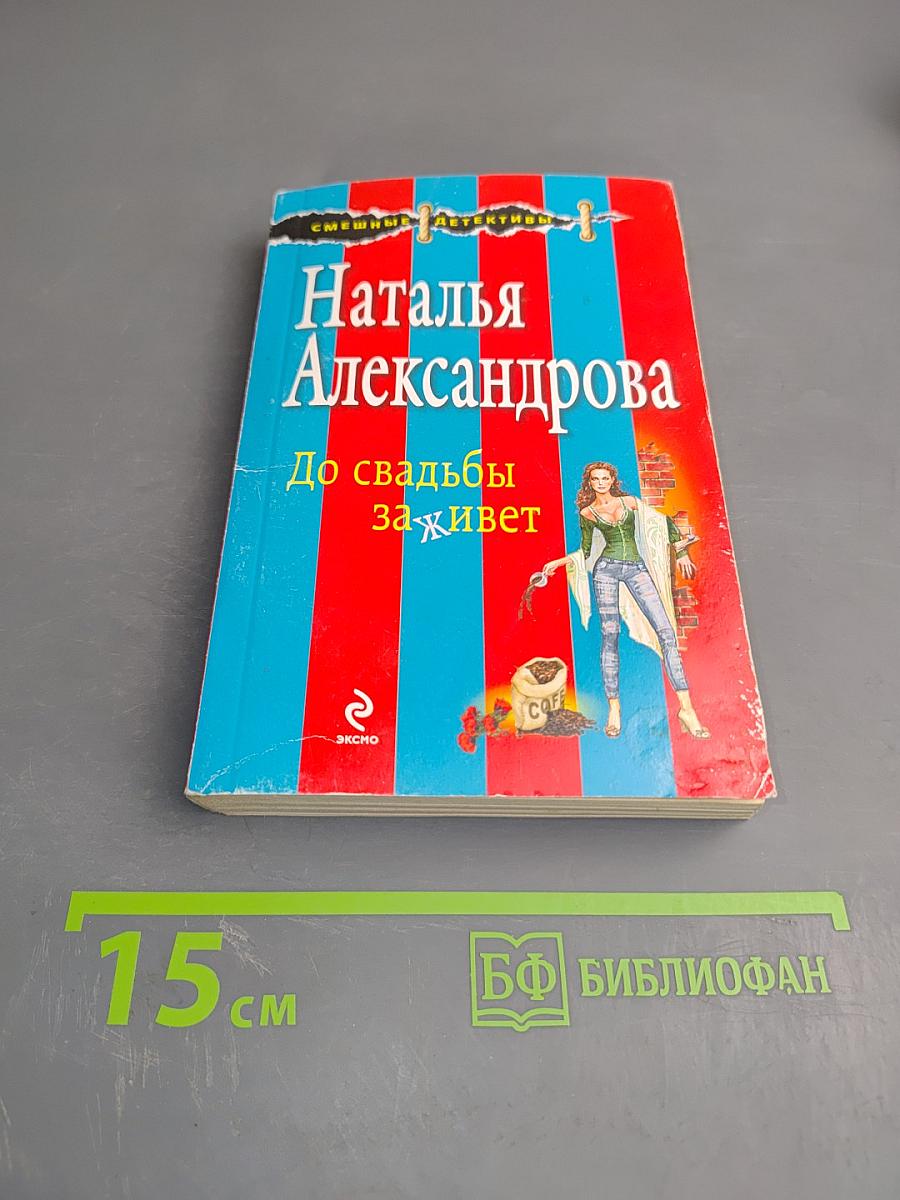 СМЕШНЫЕ ДЕТЕКТИВЫ
Наталья
Александрова
До свадьбы
заживет
COFE
ЭКСМО
15 см
БФ БИБЛИОФАН